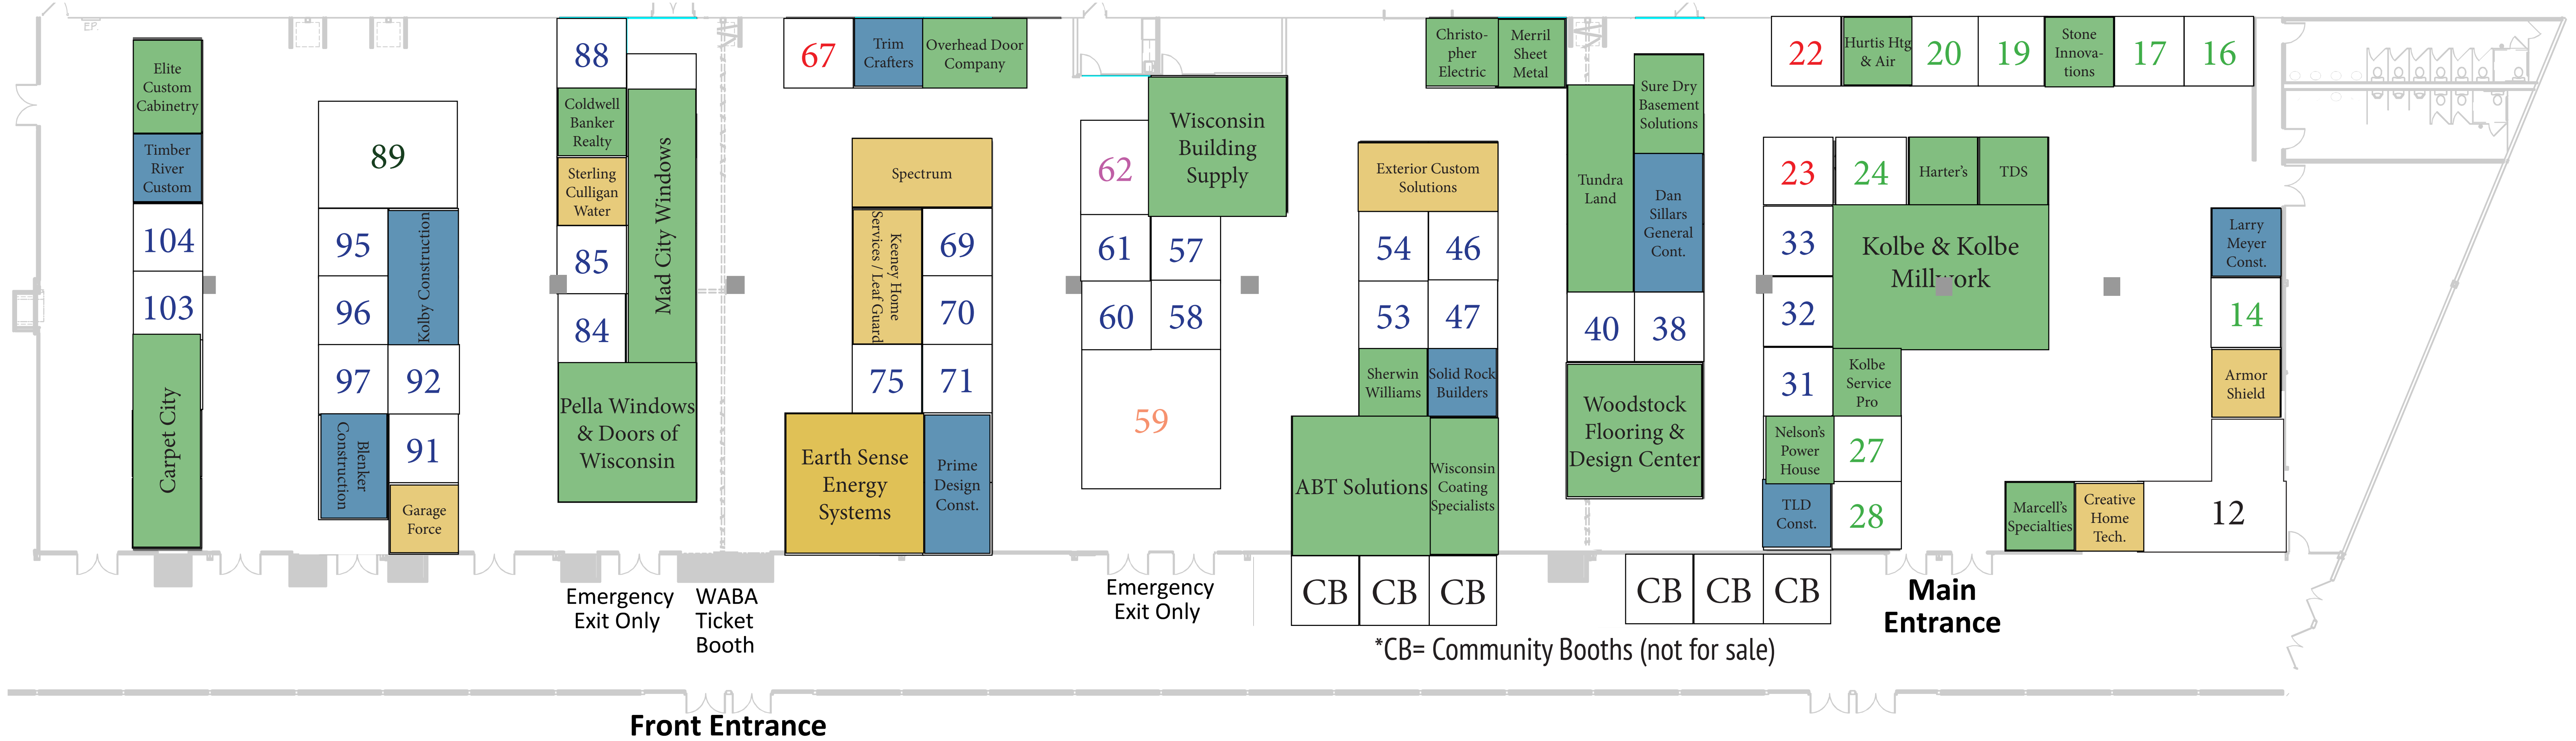 EP.
Elite
Custom
Cabinetry
Timber
River
Custom
104
103
Carpet City
89
95
Kolby Construction
96
97
92
Blenker
Construction
91
Garage
Force
88
Coldwell
Banker
Realty
Sterling
Culligan
Water
85
84
Mad City Windows
Pella Windows
& Doors of
Wisconsin
67
Trim
Crafters
Overhead Door
Company
Spectrum
Keeney Home
Services / Leaf Guard
69
70
75
71
Earth Sense
Energy
Systems
Prime
Design
Const.
62
Wisconsin
Building
Supply
61
57
60
58
59
Christo-
pher
Electric
Merril
Sheet
Metal
Exterior Custom
Solutions
54
46
53
47
Sherwin
Williams
Solid Rock
Builders
ABT Solutions
Wisconsin
Coating
Specialists
Tundra
Land
Sure Dry
Basement
Solutions
Dan
Sillars
General
Cont.
40
38
Woodstock
Flooring &
Design Center
22
Hurtis Htg
& Air
20
19
Stone
Innova-
tions
17
16
23
24
Harter's
TDS
33
Kolbe & Kolbe
Millwork
32
31
Kolbe
Service
Pro
Nelson's
Power
House
27
TLD
Const.
28
Larry
Meyer
Const.
14
Armor
Shield
Marcell's
Specialties
Creative
Home
Tech.
12
Emergency
Exit Only
WABA
Ticket
Booth
Emergency
Exit Only
CB
CB
CB
CB
CB
CB
Main
Entrance
*CB= Community Booths (not for sale)
Front Entrance